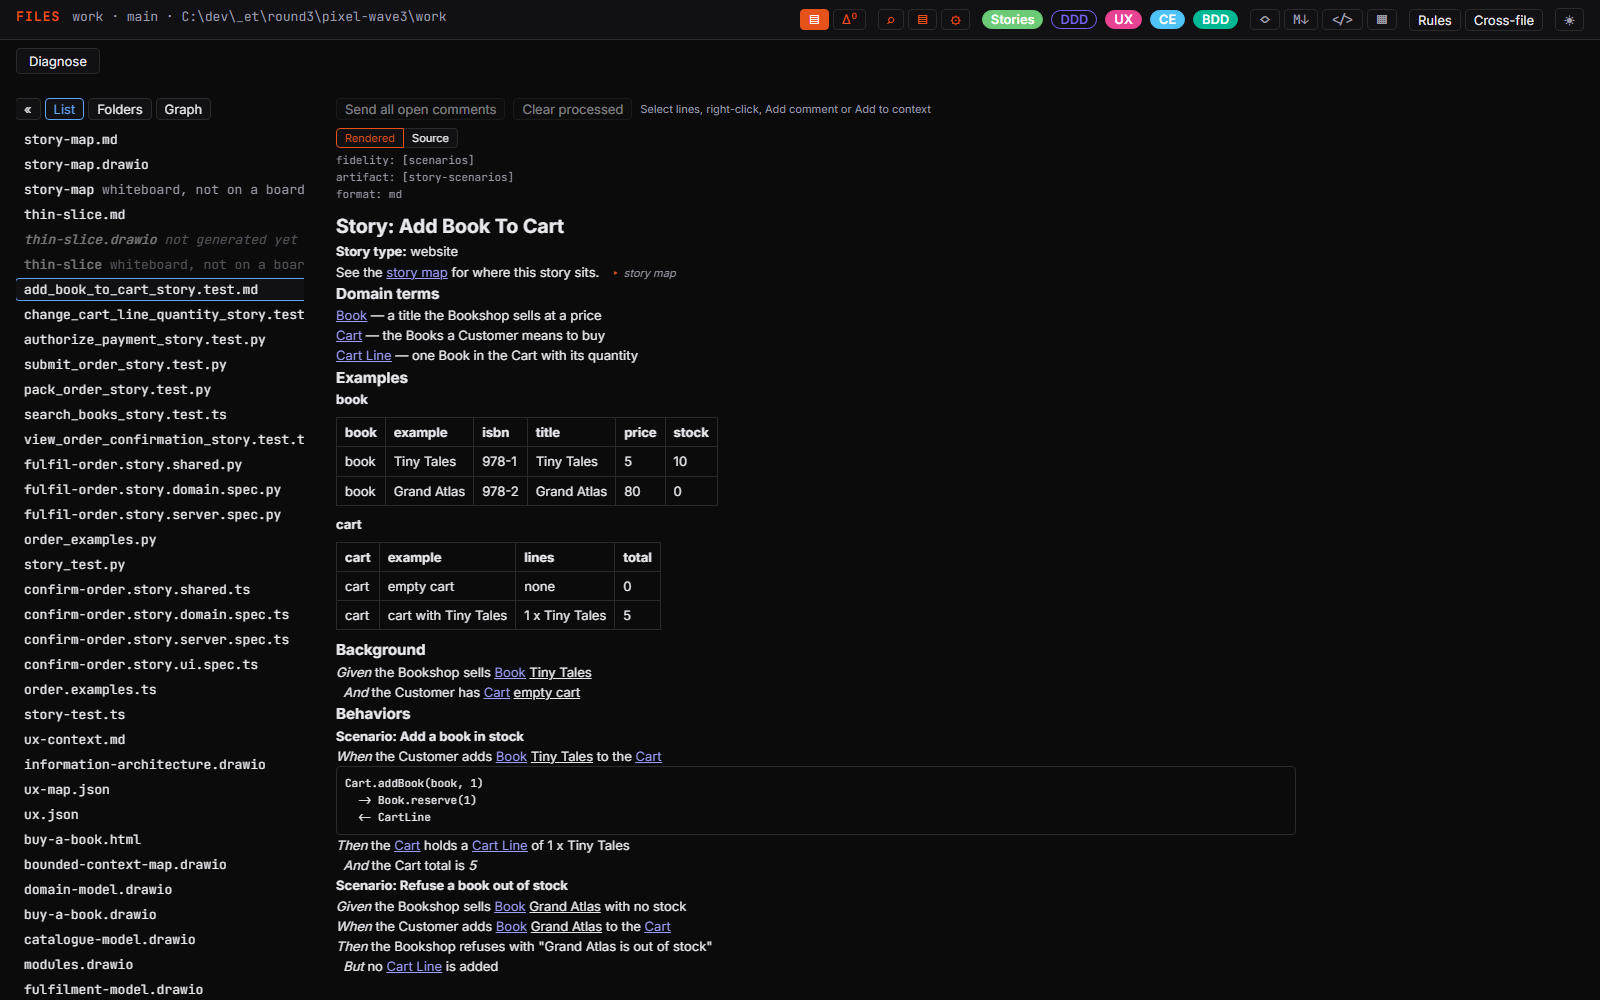 FILES work · main · C:\dev\_et\round3\pixel-wave3\work
Stories DDD UX CE BDD M↓ </> Rules Cross-file
Diagnose
« List Folders Graph
story-map.md
story-map.drawio
story-map whiteboard, not on a board
thin-slice.md
thin-slice.drawio not generated yet
thin-slice whiteboard, not on a boar
add_book_to_cart_story.test.md
change_cart_line_quantity_story.test
authorize_payment_story.test.py
submit_order_story.test.py
pack_order_story.test.py
search_books_story.test.ts
view_order_confirmation_story.test.t
fulfil-order.story.shared.py
fulfil-order.story.domain.spec.py
fulfil-order.story.server.spec.py
order_examples.py
story_test.py
confirm-order.story.shared.ts
confirm-order.story.domain.spec.ts
confirm-order.story.server.spec.ts
confirm-order.story.ui.spec.ts
order.examples.ts
story-test.ts
ux-context.md
information-architecture.drawio
ux-map.json
ux.json
buy-a-book.html
bounded-context-map.drawio
domain-model.drawio
buy-a-book.drawio
catalogue-model.drawio
modules.drawio
fulfilment-model.drawio
Send all open comments Clear processed Select lines, right-click, Add comment or Add to context
Rendered Source
fidelity: [scenarios]
artifact: [story-scenarios]
format: md
Story: Add Book To Cart
Story type: website
See the story map for where this story sits. ‣ story map
Domain terms
Book — a title the Bookshop sells at a price
Cart — the Books a Customer means to buy
Cart Line — one Book in the Cart with its quantity
Examples
book
book example isbn title price stock
book Tiny Tales 978-1 Tiny Tales 5 10
book Grand Atlas 978-2 Grand Atlas 80 0
cart
cart example lines total
cart empty cart none 0
cart cart with Tiny Tales 1 x Tiny Tales 5
Background
Given the Bookshop sells Book Tiny Tales
And the Customer has Cart empty cart
Behaviors
Scenario: Add a book in stock
When the Customer adds Book Tiny Tales to the Cart
Cart.addBook(book, 1)
-> Book.reserve(1)
<- CartLine
Then the Cart holds a Cart Line of 1 x Tiny Tales
And the Cart total is 5
Scenario: Refuse a book out of stock
Given the Bookshop sells Book Grand Atlas with no stock
When the Customer adds Book Grand Atlas to the Cart
Then the Bookshop refuses with "Grand Atlas is out of stock"
But no Cart Line is added